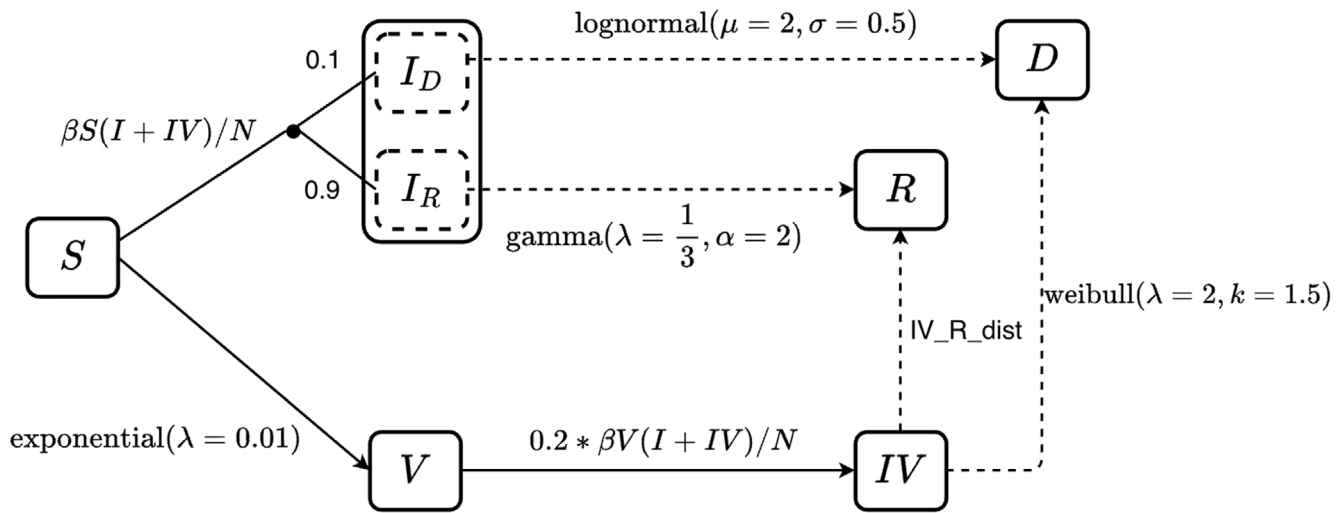 lognormal(μ = 2, σ = 0.5)
0.1
I_D
D
βS(I + IV)/N
0.9
I_R
R
gamma(λ = 1/3, α = 2)
S
weibull(λ = 2, k = 1.5)
IV_R_dist
exponential(λ = 0.01)
V
0.2 * βV(I + IV)/N
IV